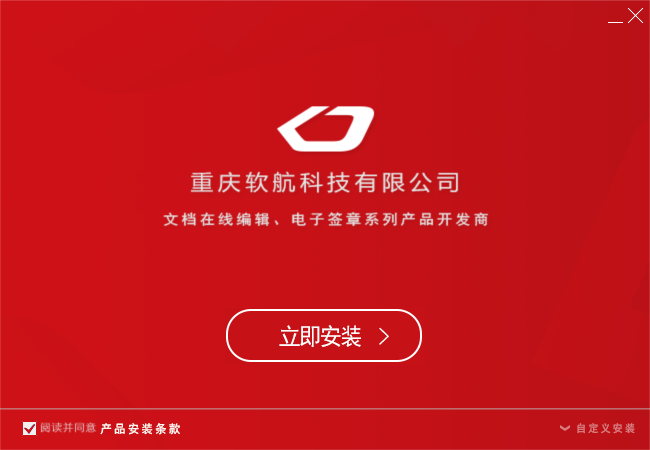 重庆软航科技有限公司
文档在线编辑、电子签章系列产品开发商
立即安装
阅读并同意 产品安装条款
自定义安装